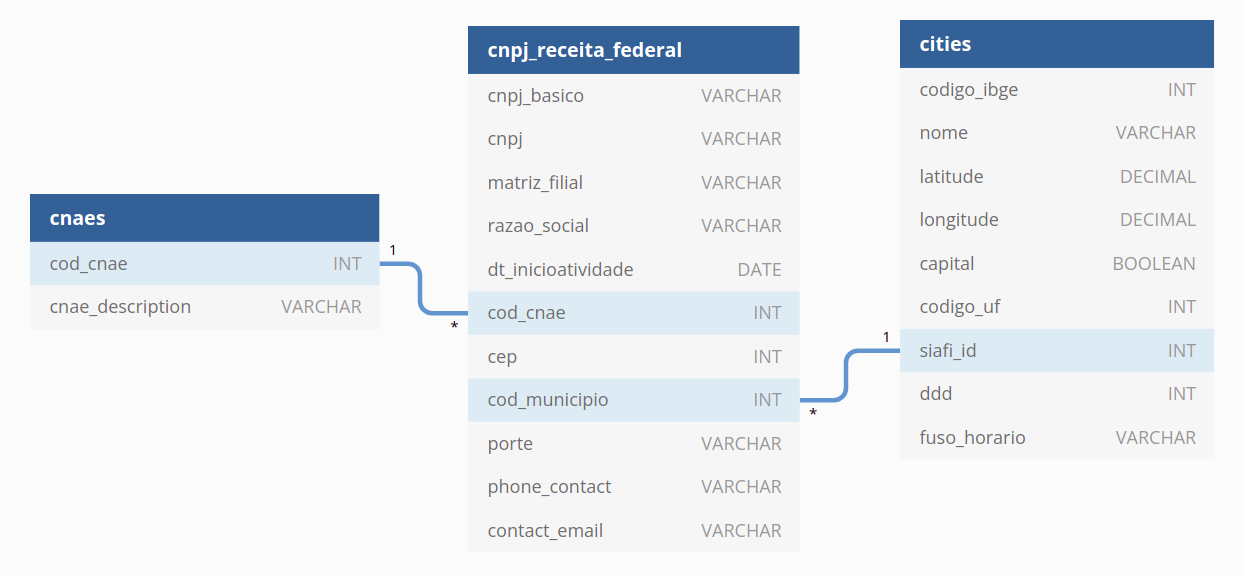 cnaes
cod_cnae INT
cnae_description VARCHAR
1
*
cnpj_receita_federal
cnpj_basico VARCHAR
cnpj VARCHAR
matriz_filial VARCHAR
razao_social VARCHAR
dt_inicioatividade DATE
cod_cnae INT
cep INT
cod_municipio INT
porte VARCHAR
phone_contact VARCHAR
contact_email VARCHAR
1
*
cities
codigo_ibge INT
nome VARCHAR
latitude DECIMAL
longitude DECIMAL
capital BOOLEAN
codigo_uf INT
siafi_id INT
ddd INT
fuso_horario VARCHAR